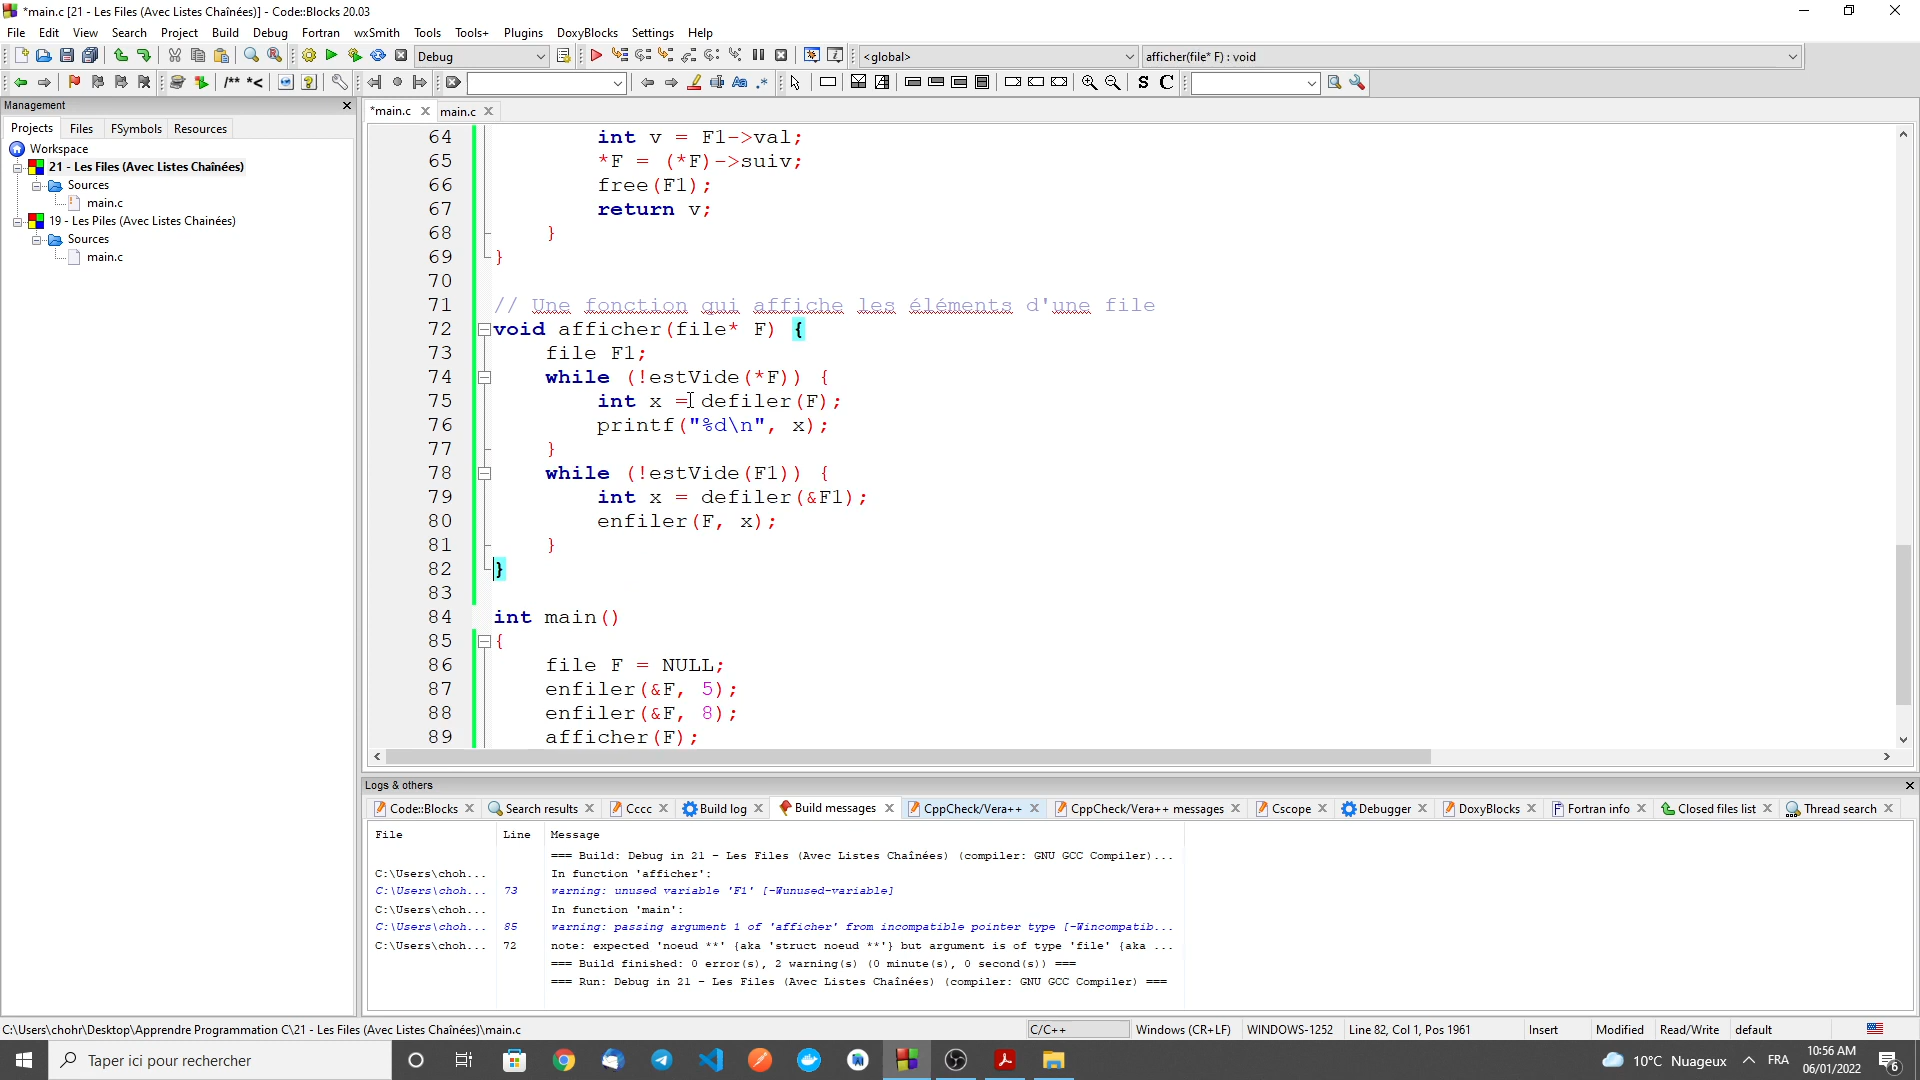 *main.c [21 - Les Files (Avec Listes Chaînées)] - Code::Blocks 20.03
File Edit View Search Project Build Debug Fortran wxSmith Tools Tools+ Plugins DoxyBlocks Settings Help
Debug <global> afficher(file* F) : void
/** *< Aa .* S C
Management
*main.c main.c
Projects Files FSymbols Resources
Workspace
21 - Les Files (Avec Listes Chaînées)
Sources
main.c
19 - Les Piles (Avec Listes Chainées)
Sources
main.c
64 int v = F1->val;
65 *F = (*F)->suiv;
66 free(F1);
67 return v;
68 }
69 }
70
71 // Une fonction qui affiche les éléments d'une file
72 void afficher(file* F) {
73 file F1;
74 while (!estVide(*F)) {
75 int x = defiler(F);
76 printf("%d\n", x);
77 }
78 while (!estVide(F1)) {
79 int x = defiler(&F1);
80 enfiler(F, x);
81 }
82 }
83
84 int main()
85 {
86 file F = NULL;
87 enfiler(&F, 5);
88 enfiler(&F, 8);
89 afficher(F);
Logs & others
Code::Blocks Search results Cccc Build log Build messages CppCheck/Vera++ CppCheck/Vera++ messages Cscope Debugger DoxyBlocks Fortran info Closed files list Thread search
File Line Message
=== Build: Debug in 21 - Les Files (Avec Listes Chaînées) (compiler: GNU GCC Compiler)...
C:\Users\choh... In function 'afficher':
C:\Users\choh... 73 warning: unused variable 'F1' [-Wunused-variable]
C:\Users\choh... In function 'main':
C:\Users\choh... 85 warning: passing argument 1 of 'afficher' from incompatible pointer type [-Wincompatib...
C:\Users\choh... 72 note: expected 'noeud **' {aka 'struct noeud **'} but argument is of type 'file' {aka ...
=== Build finished: 0 error(s), 2 warning(s) (0 minute(s), 0 second(s)) ===
=== Run: Debug in 21 - Les Files (Avec Listes Chaînées) (compiler: GNU GCC Compiler) ===
C:\Users\chohr\Desktop\Apprendre Programmation C\21 - Les Files (Avec Listes Chaînées)\main.c C/C++ Windows (CR+LF) WINDOWS-1252 Line 82, Col 1, Pos 1961 Insert Modified Read/Write default
Taper ici pour rechercher 10°C Nuageux FRA 10:56 AM
06/01/2022 6